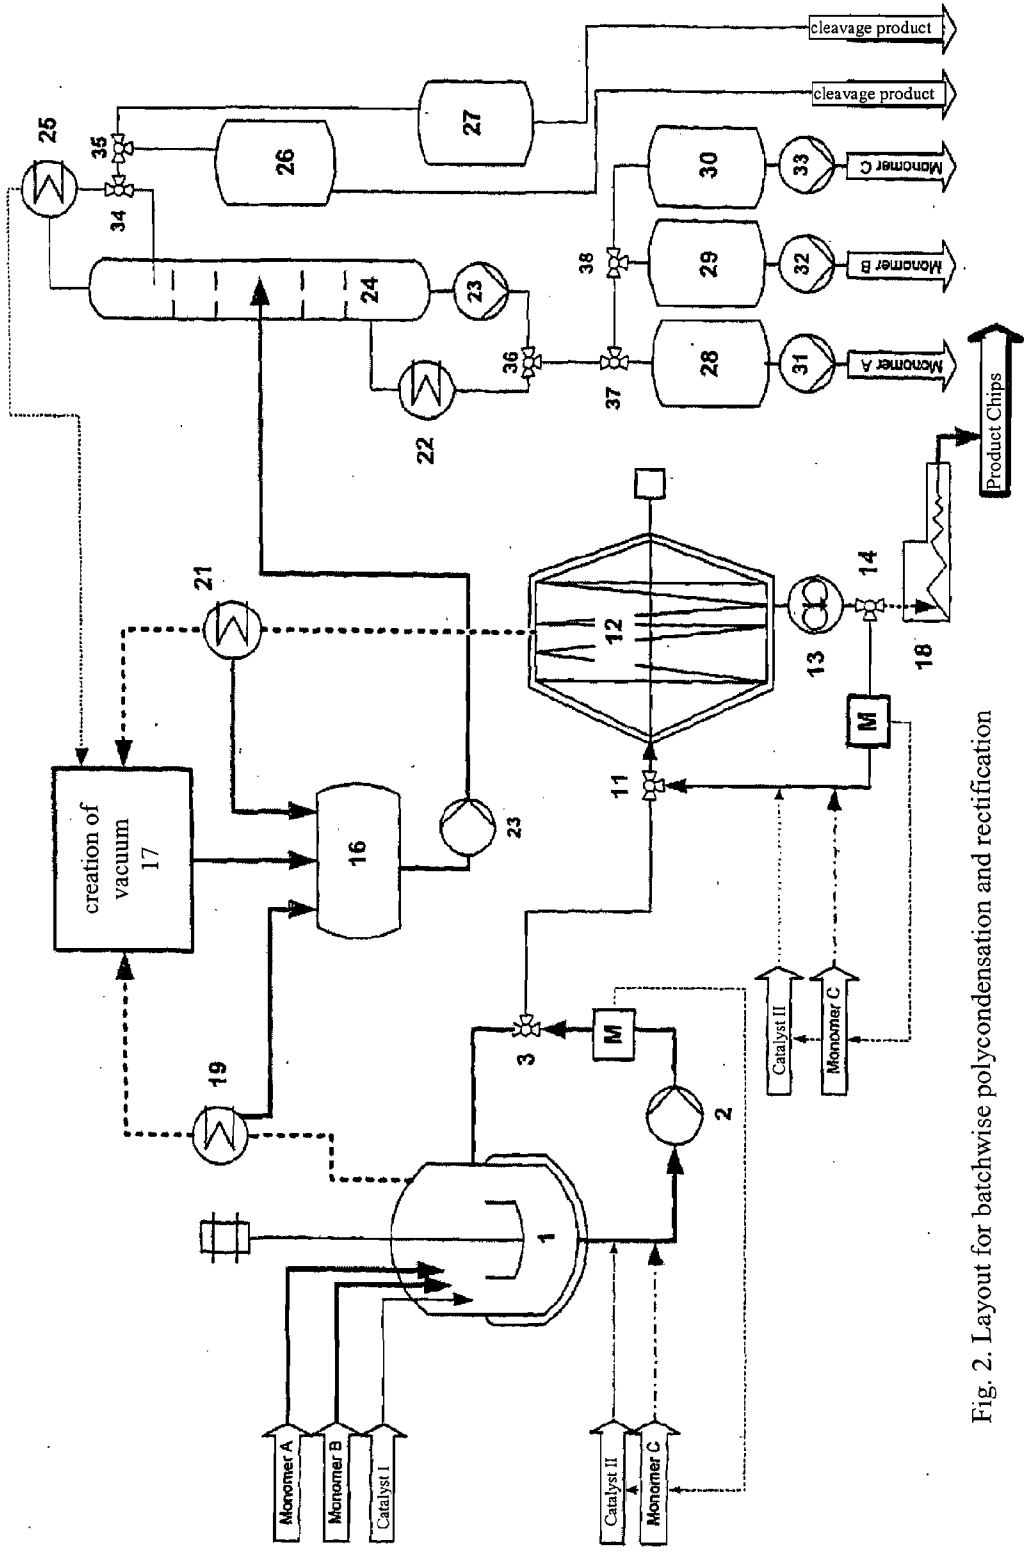 cleavage product
cleavage product
25
35
34
26
27
30
33
Monomer C
38
29
32
Monomer B
24
23
36
37
28
31
Monomer A
22
Product Chips
21
12
13
14
18
creation of
vacuum
17
16
23
11
M
19
3
M
2
Catalyst II
Monomer C
1
Monomer A
Monomer B
Catalyst I
Catalyst II
Monomer C
Fig. 2. Layout for batchwise polycondensation and rectification